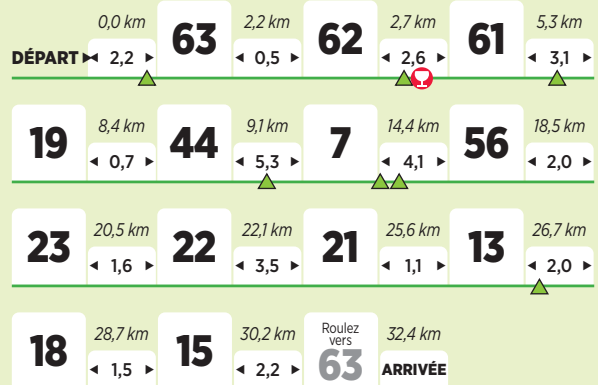 0,0 km 63 2,2 km 62 2,7 km 61 5,3 km
DÉPART 2,2 0,5 2,6 3,1
19 8,4 km 44 9,1 km 7 14,4 km 56 18,5 km
0,7 5,3 4,1 2,0
23 20,5 km 22 22,1 km 21 25,6 km 13 26,7 km
1,6 3,5 1,1 2,0
18 28,7 km 15 30,2 km Roulez vers 63 32,4 km
1,5 2,2 ARRIVÉE